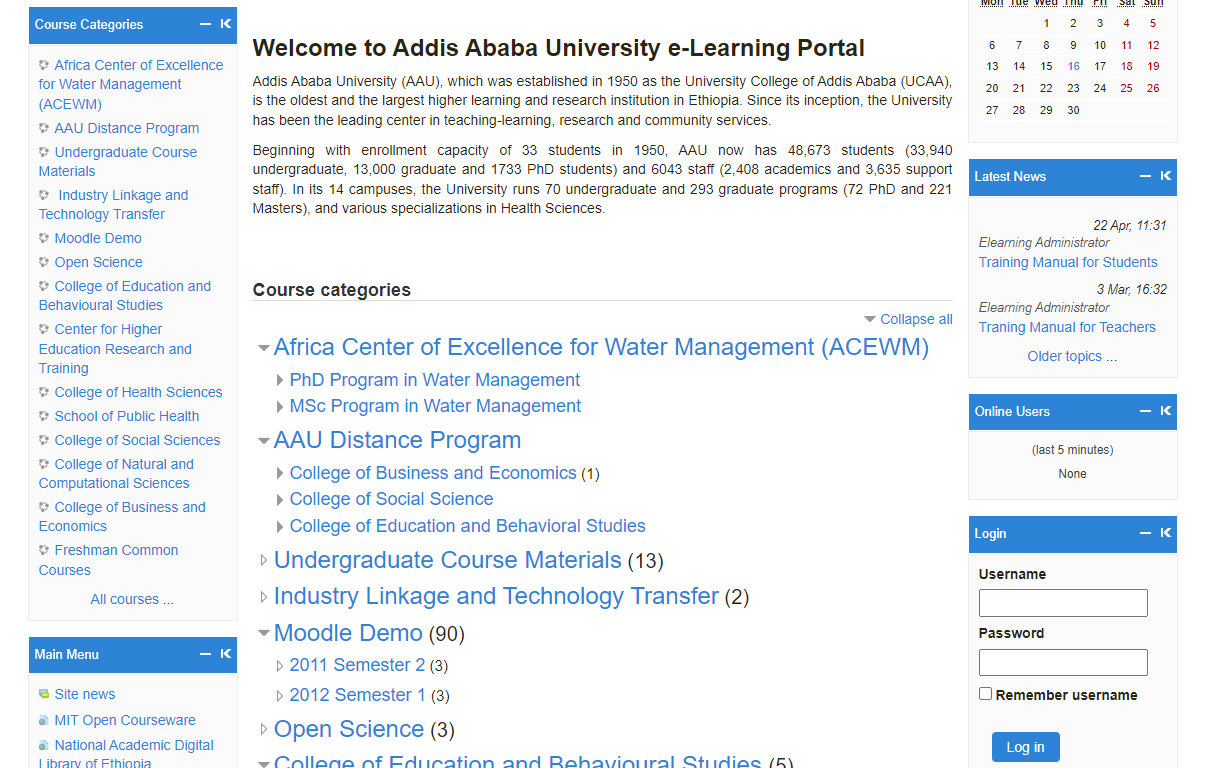 Course Categories
Africa Center of Excellence
for Water Management
(ACEWM)
AAU Distance Program
Undergraduate Course
Materials
Industry Linkage and
Technology Transfer
Moodle Demo
Open Science
College of Education and
Behavioural Studies
Center for Higher
Education Research and
Training
College of Health Sciences
School of Public Health
College of Social Sciences
College of Natural and
Computational Sciences
College of Business and
Economics
Freshman Common
Courses
All courses ...
Main Menu
Site news
MIT Open Courseware
National Academic Digital
Library of Ethiopia
Welcome to Addis Ababa University e-Learning Portal
Addis Ababa University (AAU), which was established in 1950 as the University College of Addis Ababa (UCAA),
is the oldest and the largest higher learning and research institution in Ethiopia. Since its inception, the University
has been the leading center in teaching-learning, research and community services.
Beginning with enrollment capacity of 33 students in 1950, AAU now has 48,673 students (33,940
undergraduate, 13,000 graduate and 1733 PhD students) and 6043 staff (2,408 academics and 3,635 support
staff). In its 14 campuses, the University runs 70 undergraduate and 293 graduate programs (72 PhD and 221
Masters), and various specializations in Health Sciences.
Course categories
Collapse all
Africa Center of Excellence for Water Management (ACEWM)
PhD Program in Water Management
MSc Program in Water Management
AAU Distance Program
College of Business and Economics (1)
College of Social Science
College of Education and Behavioral Studies
Undergraduate Course Materials (13)
Industry Linkage and Technology Transfer (2)
Moodle Demo (90)
2011 Semester 2 (3)
2012 Semester 1 (3)
Open Science (3)
College of Education and Behavioural Studies (5)
Mon Tue Wed Thu Fri Sat Sun
1 2 3 4 5
6 7 8 9 10 11 12
13 14 15 16 17 18 19
20 21 22 23 24 25 26
27 28 29 30
Latest News
22 Apr, 11:31
Elearning Administrator
Training Manual for Students
3 Mar, 16:32
Elearning Administrator
Traning Manual for Teachers
Older topics ...
Online Users
(last 5 minutes)
None
Login
Username
Password
Remember username
Log in